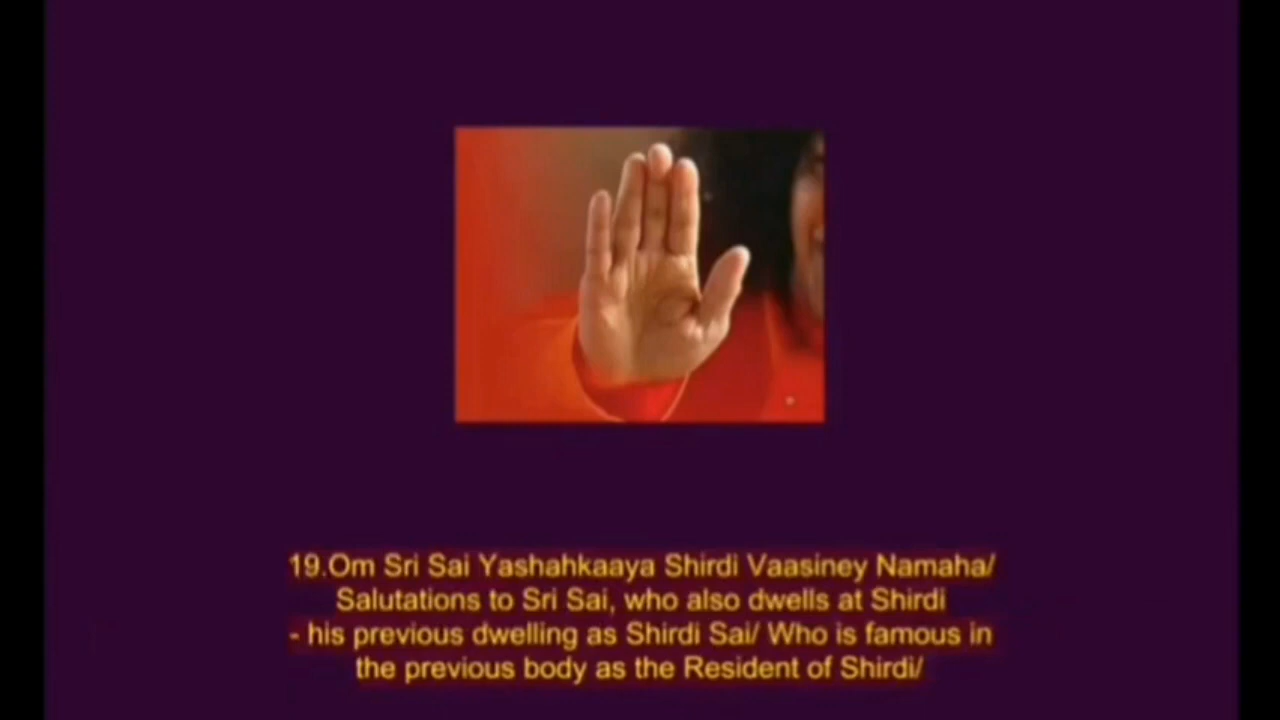 19.Om Sri Sai Yashahkaaya Shirdi Vaasiney Namaha/
Salutations to Sri Sai, who also dwells at Shirdi
- his previous dwelling as Shirdi Sai/ Who is famous in
the previous body as the Resident of Shirdi/